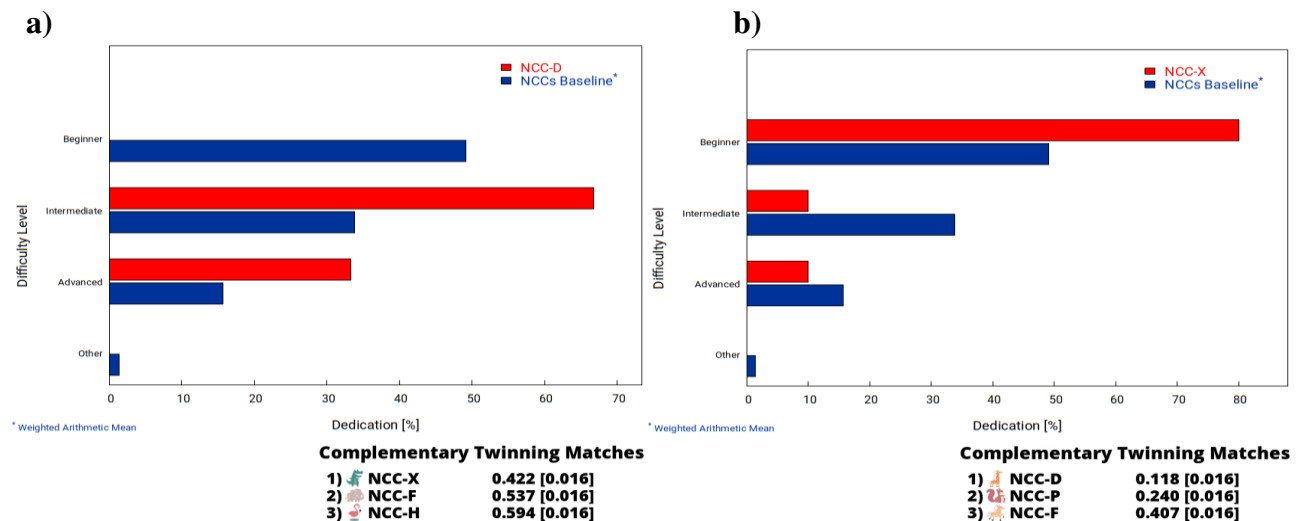 a)
NCC-D
NCCs Baseline*
Beginner
Intermediate
Advanced
Other
Difficulty Level
0 10 20 30 40 50 60 70
Dedication [%]
* Weighted Arithmetic Mean
Complementary Twinning Matches
1) NCC-X 0.422 [0.016]
2) NCC-F 0.537 [0.016]
3) NCC-H 0.594 [0.016]
b)
NCC-X
NCCs Baseline*
Beginner
Intermediate
Advanced
Other
Difficulty Level
0 10 20 30 40 50 60 70 80
Dedication [%]
* Weighted Arithmetic Mean
Complementary Twinning Matches
1) NCC-D 0.118 [0.016]
2) NCC-P 0.240 [0.016]
3) NCC-F 0.407 [0.016]